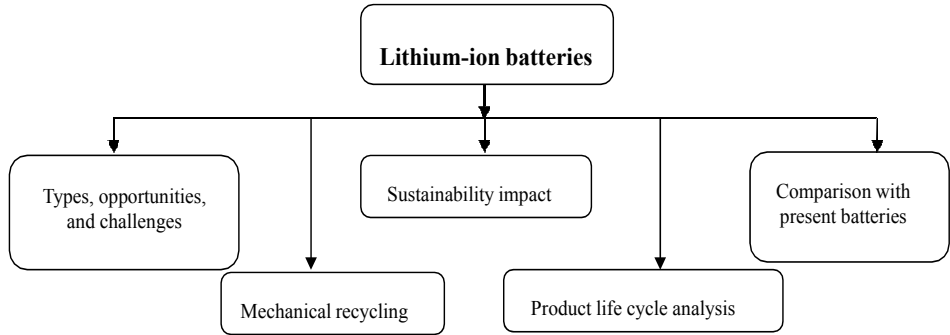 Lithium-ion batteries
Types, opportunities,
and challenges
Mechanical recycling
Sustainability impact
Product life cycle analysis
Comparison with
present batteries